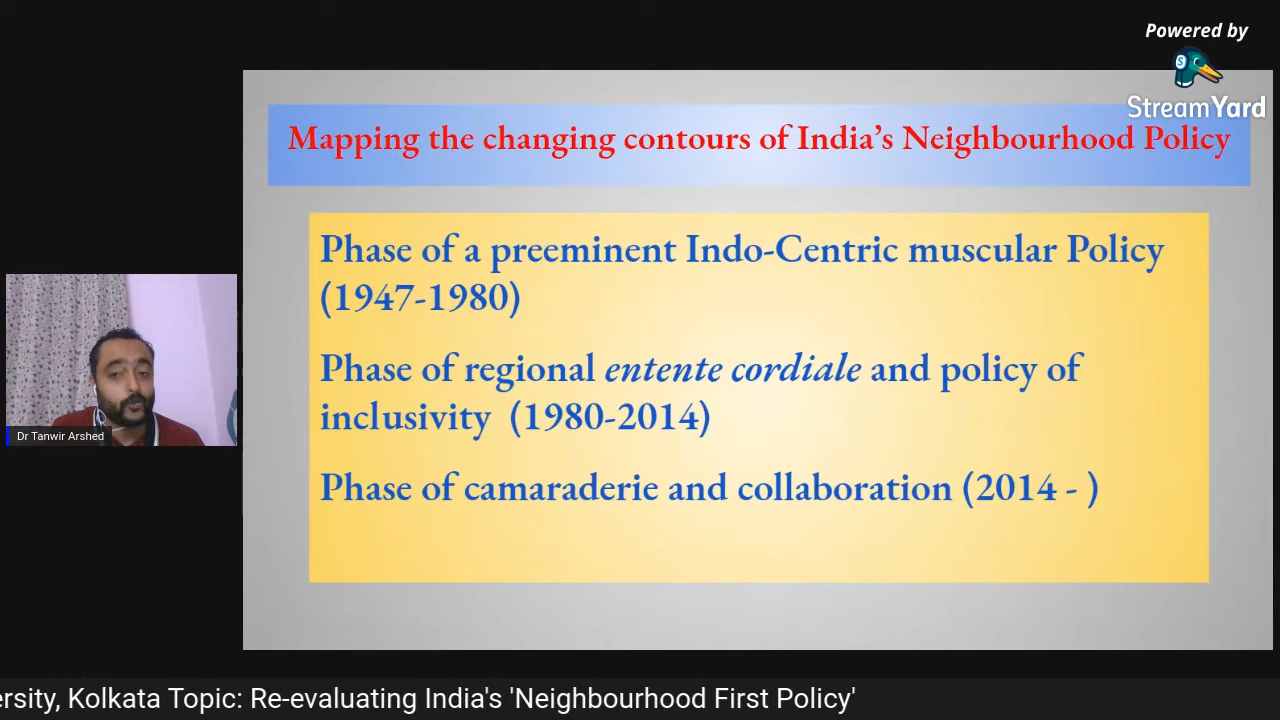 Powered by
StreamYard
Mapping the changing contours of India's Neighbourhood Policy
Phase of a preeminent Indo-Centric muscular Policy
(1947-1980)
Phase of regional entente cordiale and policy of
inclusivity (1980-2014)
Phase of camaraderie and collaboration (2014 - )
Dr Tanwir Arshed
ersity, Kolkata Topic: Re-evaluating India's 'Neighbourhood First Policy'